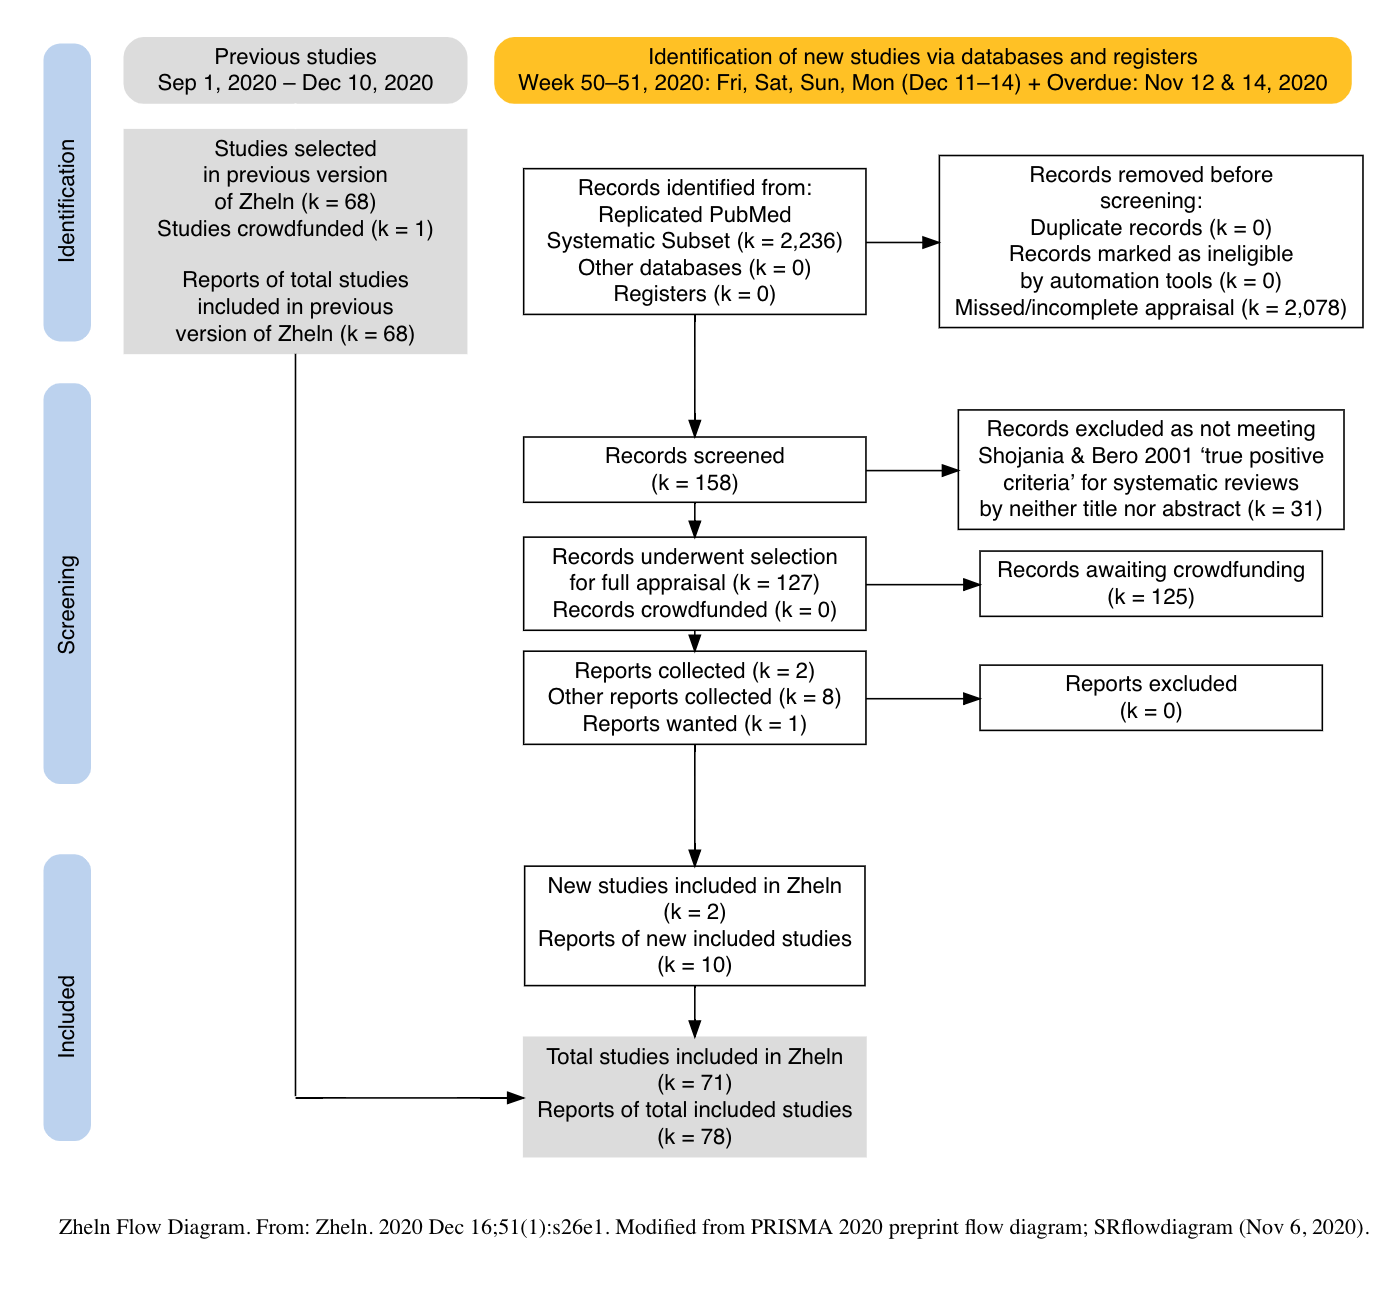 Previous studies
Sep 1, 2020 – Dec 10, 2020
Identification of new studies via databases and registers
Week 50–51, 2020: Fri, Sat, Sun, Mon (Dec 11–14) + Overdue: Nov 12 & 14, 2020
Identification
Studies selected
in previous version
of Zheln (k = 68)
Studies crowdfunded (k = 1)
Reports of total studies
included in previous
version of Zheln (k = 68)
Records identified from:
Replicated PubMed
Systematic Subset (k = 2,236)
Other databases (k = 0)
Registers (k = 0)
Records removed before
screening:
Duplicate records (k = 0)
Records marked as ineligible
by automation tools (k = 0)
Missed/incomplete appraisal (k = 2,078)
Screening
Records screened
(k = 158)
Records excluded as not meeting
Shojania & Bero 2001 ‘true positive
criteria’ for systematic reviews
by neither title nor abstract (k = 31)
Records underwent selection
for full appraisal (k = 127)
Records crowdfunded (k = 0)
Records awaiting crowdfunding
(k = 125)
Reports collected (k = 2)
Other reports collected (k = 8)
Reports wanted (k = 1)
Reports excluded
(k = 0)
Included
New studies included in Zheln
(k = 2)
Reports of new included studies
(k = 10)
Total studies included in Zheln
(k = 71)
Reports of total included studies
(k = 78)
Zheln Flow Diagram. From: Zheln. 2020 Dec 16;51(1):s26e1. Modified from PRISMA 2020 preprint flow diagram; SRflowdiagram (Nov 6, 2020).